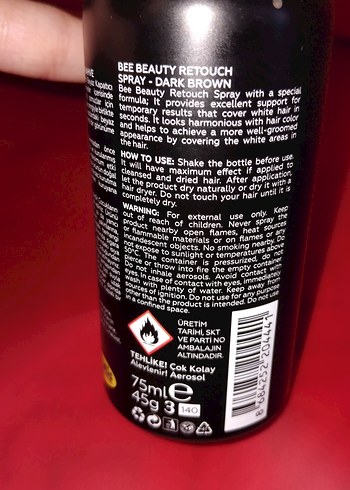 BEE BEAUTY RETOUCH
SPRAY - DARK BROWN
Bee Beauty Retouch Spray with a special
formula; It provides excellent support for
temporary results that cover white hair in
seconds. It looks harmonious with hair color
and helps to achieve a more well-groomed
appearance by covering the white areas in
the hair.
HOW TO USE: Shake the bottle before use.
It will have maximum effect if applied to
cleansed and dried hair. After application,
let the product dry naturally or dry it with a
hair dryer. Do not touch your hair until it is
completely dry.
WARNING: For external use only. Keep
out of reach of children. Never spray the
product nearby open flames, heat sources
or flammable materials or on flames or any
incandescent objects. No smoking nearby. Do
not expose to sunlight or temperatures above
50°C. The container is pressurized, do not
pierce or throw into fire the empty container.
Do not inhale aerosols. Avoid contact with
eyes, in case of contact with eyes, immediately
wash with plenty of water. Keep away from
sources of ignition. Do not use for any purpose
other than the product is intended. Do not use
in a confined space.
ÜRETİM
TARİHİ, SKT
VE PARTİ NO
AMBALAJIN
ALTINDADIR.
TEHLİKE! Çok Kolay
Alevlenir! Aerosol
75ml e
45g 3 140
8 684252 204441